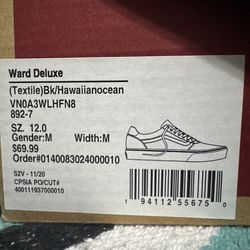 Ward Deluxe
(Textile)Bk/Hawaiianocean
VN0A3WLHFN8
892-7
SZ. 12.0
Gender:M Width:M
$69.99
Order#0140083024000010
S2V - 11/20
CPSIA PO/CUT#
400111937000010
1 94112 55675 0